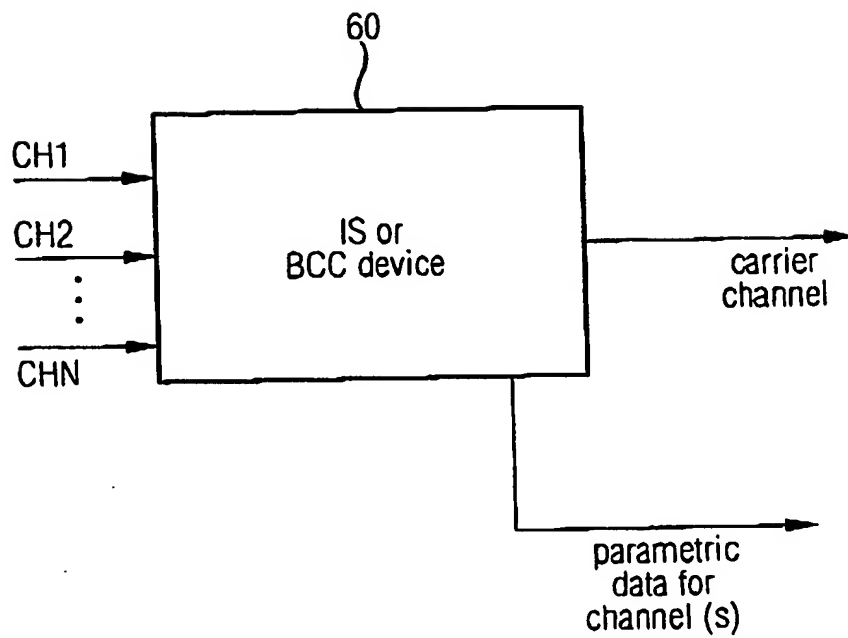 60
CH1
CH2
CHN
IS or
BCC device
carrier
channel
parametric
data for
channel (s)